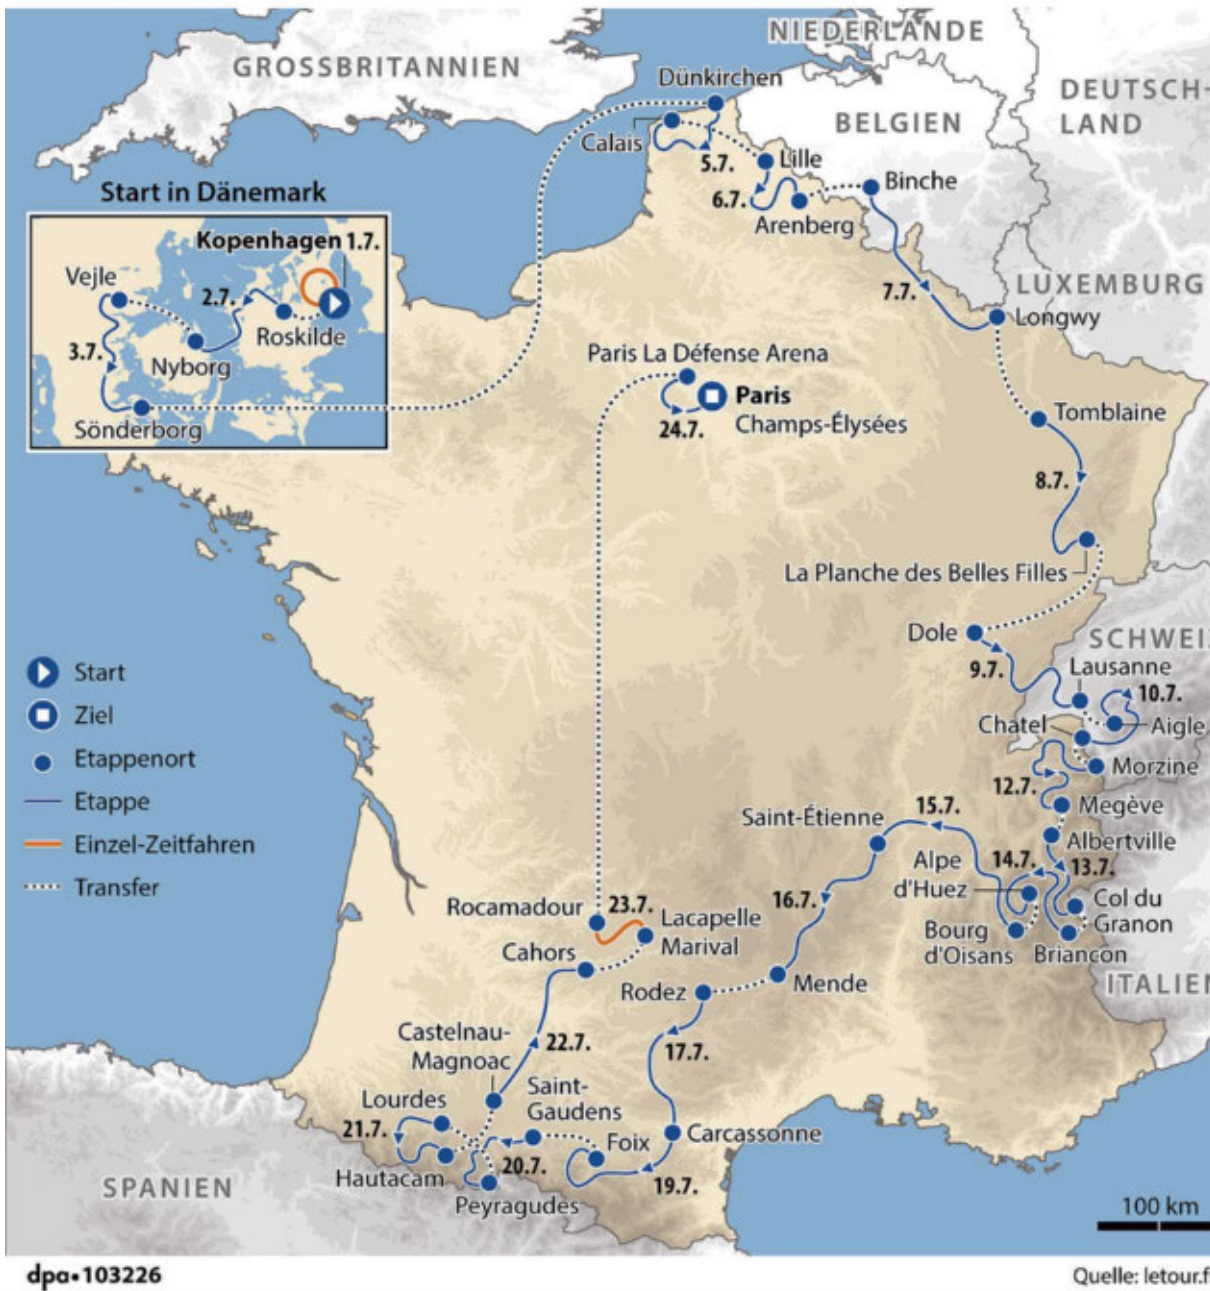 NIEDERLANDE
GROSSBRITANNIEN
Dünkirchen
DEUTSCH-
LAND
BELGIEN
Calais
5.7.
Lille
6.7.
Binche
Arenberg
Start in Dänemark
Kopenhagen 1.7.
Vejle
2.7.
Roskilde
3.7.
Nyborg
Sönderborg
7.7.
LUXEMBURG
Longwy
Paris La Défense Arena
Paris
Champs-Élysées
24.7.
Tomblaine
8.7.
La Planche des Belles Filles
Dole
SCHWEIZ
9.7.
Lausanne
10.7.
Chatel
Aigle
Morzine
12.7.
Megève
Start
Ziel
Etappenort
Etappe
Einzel-Zeitfahren
Transfer
15.7.
Saint-Étienne
Albertville
Alpe
d'Huez
14.7.
13.7.
16.7.
Col du
Granon
Bourg
d'Oisans
Briançon
Rocamadour
23.7.
Lacapelle
Marival
Cahors
Rodez
Mende
ITALIEN
Castelnau-
Magnoac
22.7.
17.7.
Lourdes
Saint-
Gaudens
21.7.
Foix
Carcassonne
Hautacam
20.7.
19.7.
Peyragudes
SPANIEN
100 km
dpa•103226
Quelle: letour.f